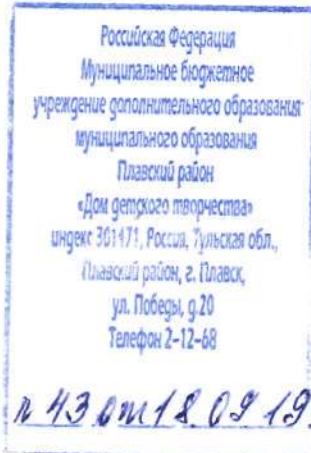 Российская Федерация
Муниципальное бюджетное
учреждение дополнительного образования
муниципального образования
Плавский район
«Дом детского творчества»
индекс 301471, Россия, Тульская обл.,
Плавский район, г. Плавск,
ул. Победы, д.20
Телефон 2-12-68
n 43 от 18 09 19.